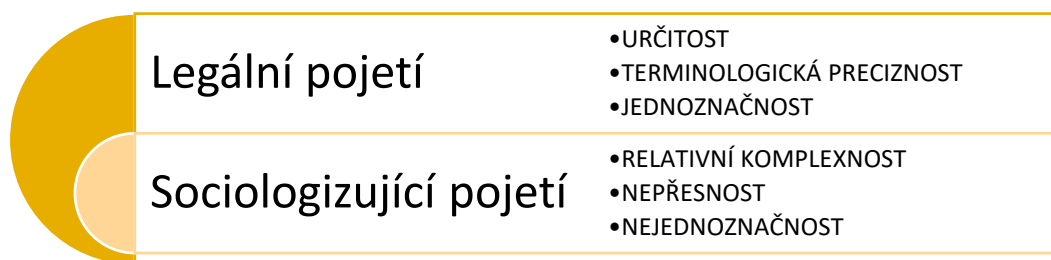 Legální pojetí
•URČITOST
•TERMINOLOGICKÁ PRECIZNOST
•JEDNOZNAČNOST
Sociologizující pojetí
•RELATIVNÍ KOMPLEXNOST
•NEPŘESNOST
•NEJEDNOZNAČNOST